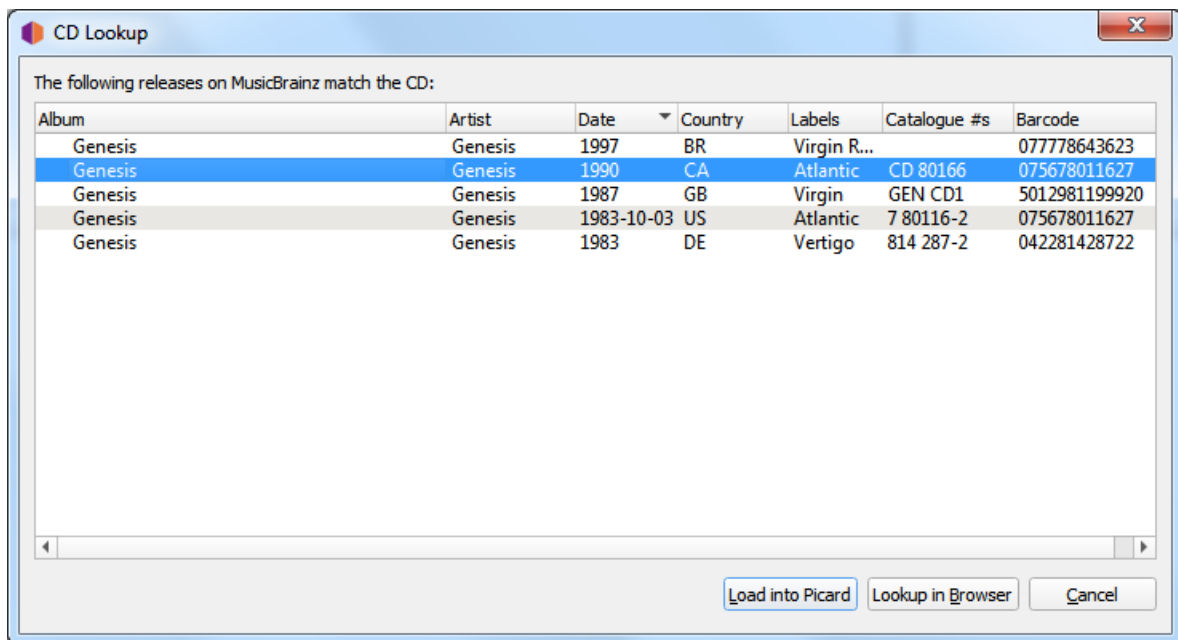 CD Lookup
The following releases on MusicBrainz match the CD:
Album Artist Date Country Labels Catalogue #s Barcode
Genesis Genesis 1997 BR Virgin R... 077778643623
Genesis Genesis 1990 CA Atlantic CD 80166 075678011627
Genesis Genesis 1987 GB Virgin GEN CD1 5012981199920
Genesis Genesis 1983-10-03 US Atlantic 7 80116-2 075678011627
Genesis Genesis 1983 DE Vertigo 814 287-2 042281428722
Load into Picard Lookup in Browser Cancel